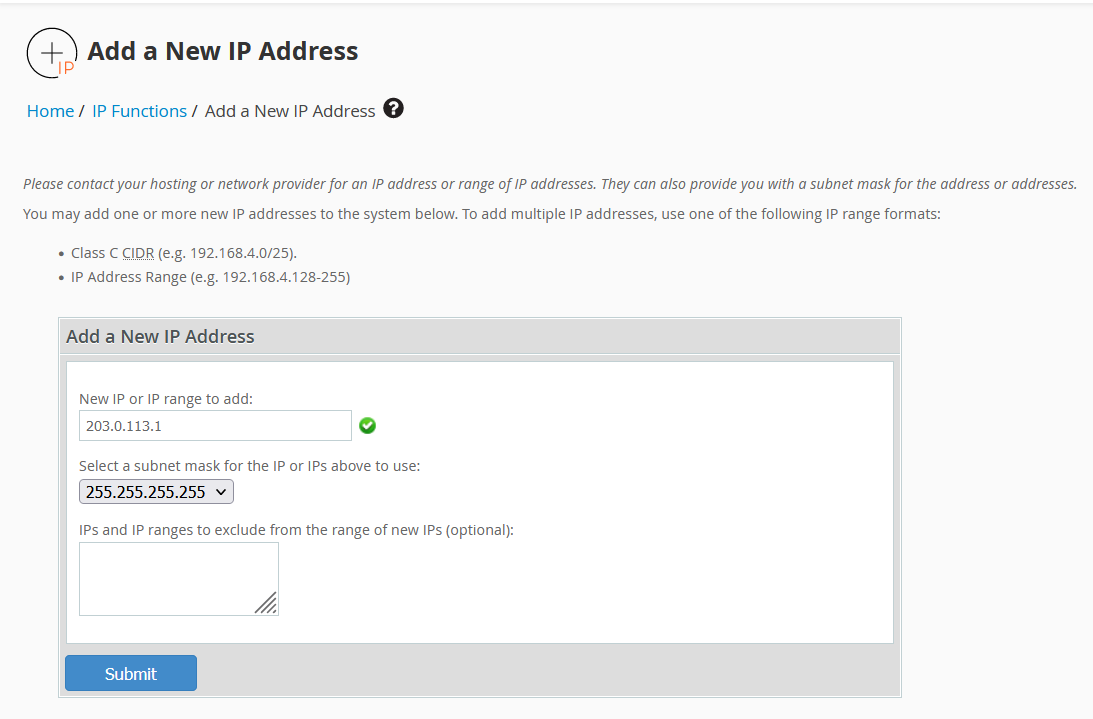 IP
Add a New IP Address
Home / IP Functions / Add a New IP Address ?
Please contact your hosting or network provider for an IP address or range of IP addresses. They can also provide you with a subnet mask for the address or addresses.
You may add one or more new IP addresses to the system below. To add multiple IP addresses, use one of the following IP range formats:
• Class C CIDR (e.g. 192.168.4.0/25).
• IP Address Range (e.g. 192.168.4.128-255)
Add a New IP Address
New IP or IP range to add:
203.0.113.1
Select a subnet mask for the IP or IPs above to use:
255.255.255.255
IPs and IP ranges to exclude from the range of new IPs (optional):
Submit